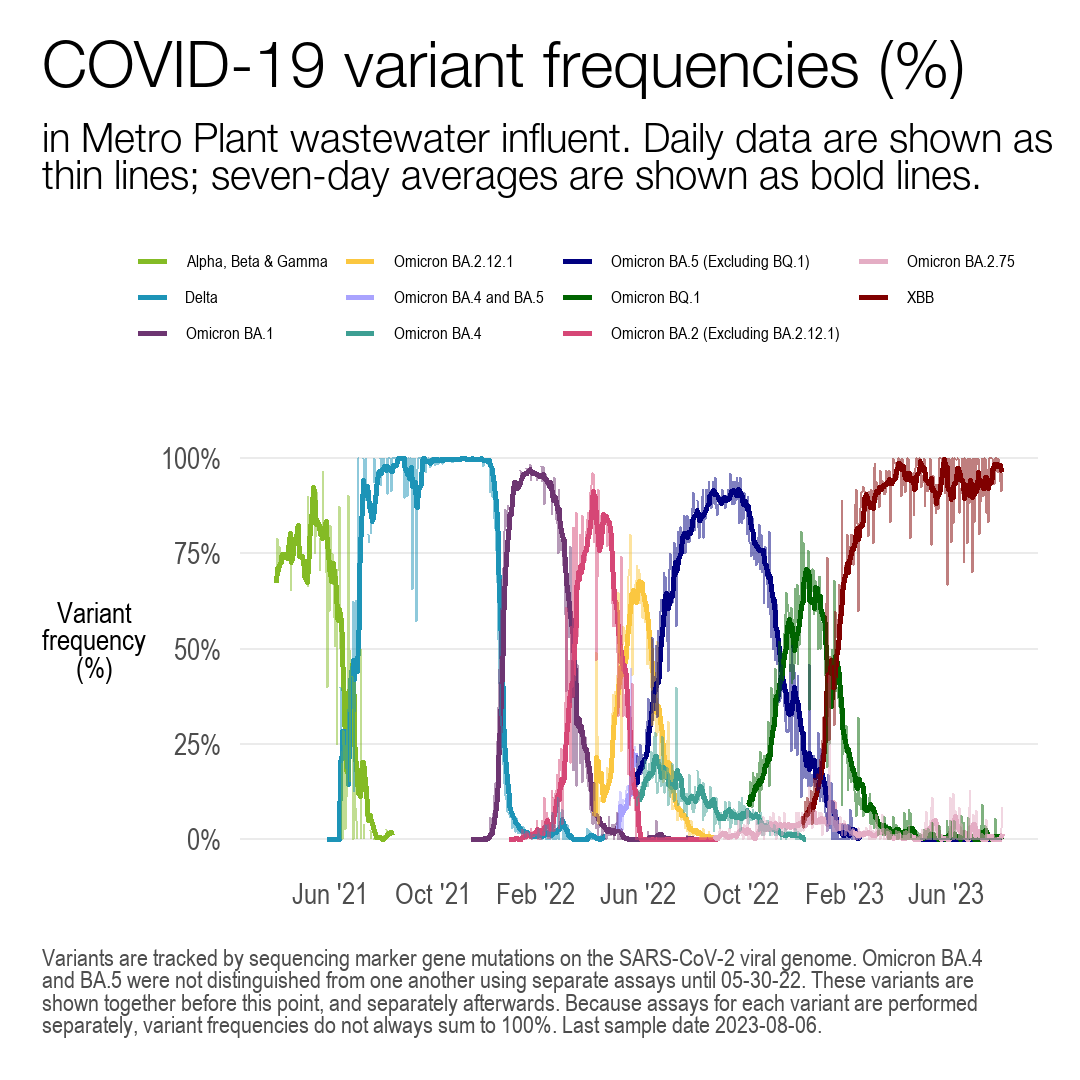 COVID-19 variant frequencies (%)
in Metro Plant wastewater influent. Daily data are shown as
thin lines; seven-day averages are shown as bold lines.
Alpha, Beta & Gamma
Omicron BA.2.12.1
Omicron BA.5 (Excluding BQ.1)
Omicron BA.2.75
Delta
Omicron BA.4 and BA.5
Omicron BQ.1
XBB
Omicron BA.1
Omicron BA.4
Omicron BA.2 (Excluding BA.2.12.1)
100%
75%
50%
25%
0%
Variant
frequency
(%)
Jun '21
Oct '21
Feb '22
Jun '22
Oct '22
Feb '23
Jun '23
Variants are tracked by sequencing marker gene mutations on the SARS-CoV-2 viral genome. Omicron BA.4
and BA.5 were not distinguished from one another using separate assays until 05-30-22. These variants are
shown together before this point, and separately afterwards. Because assays for each variant are performed
separately, variant frequencies do not always sum to 100%. Last sample date 2023-08-06.